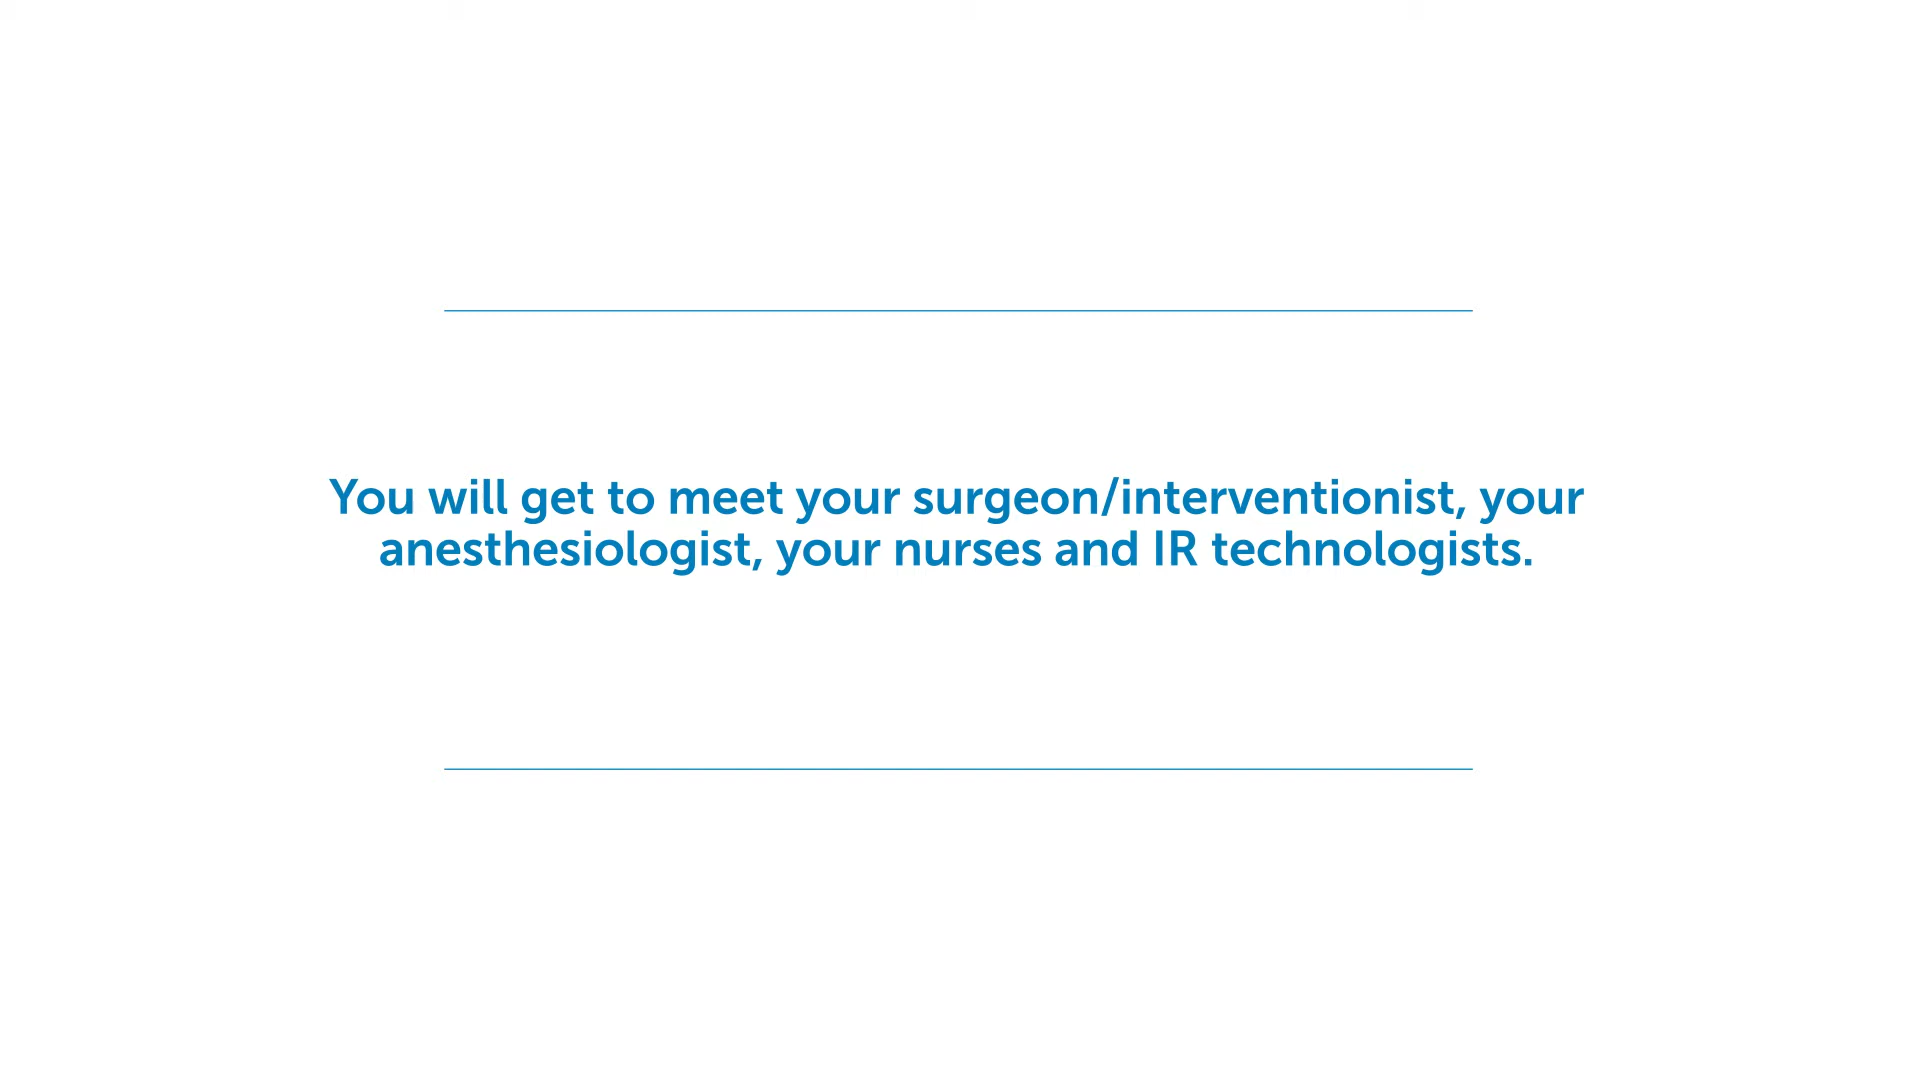 You will get to meet your surgeon/interventionist, your
anesthesiologist, your nurses and IR technologists.